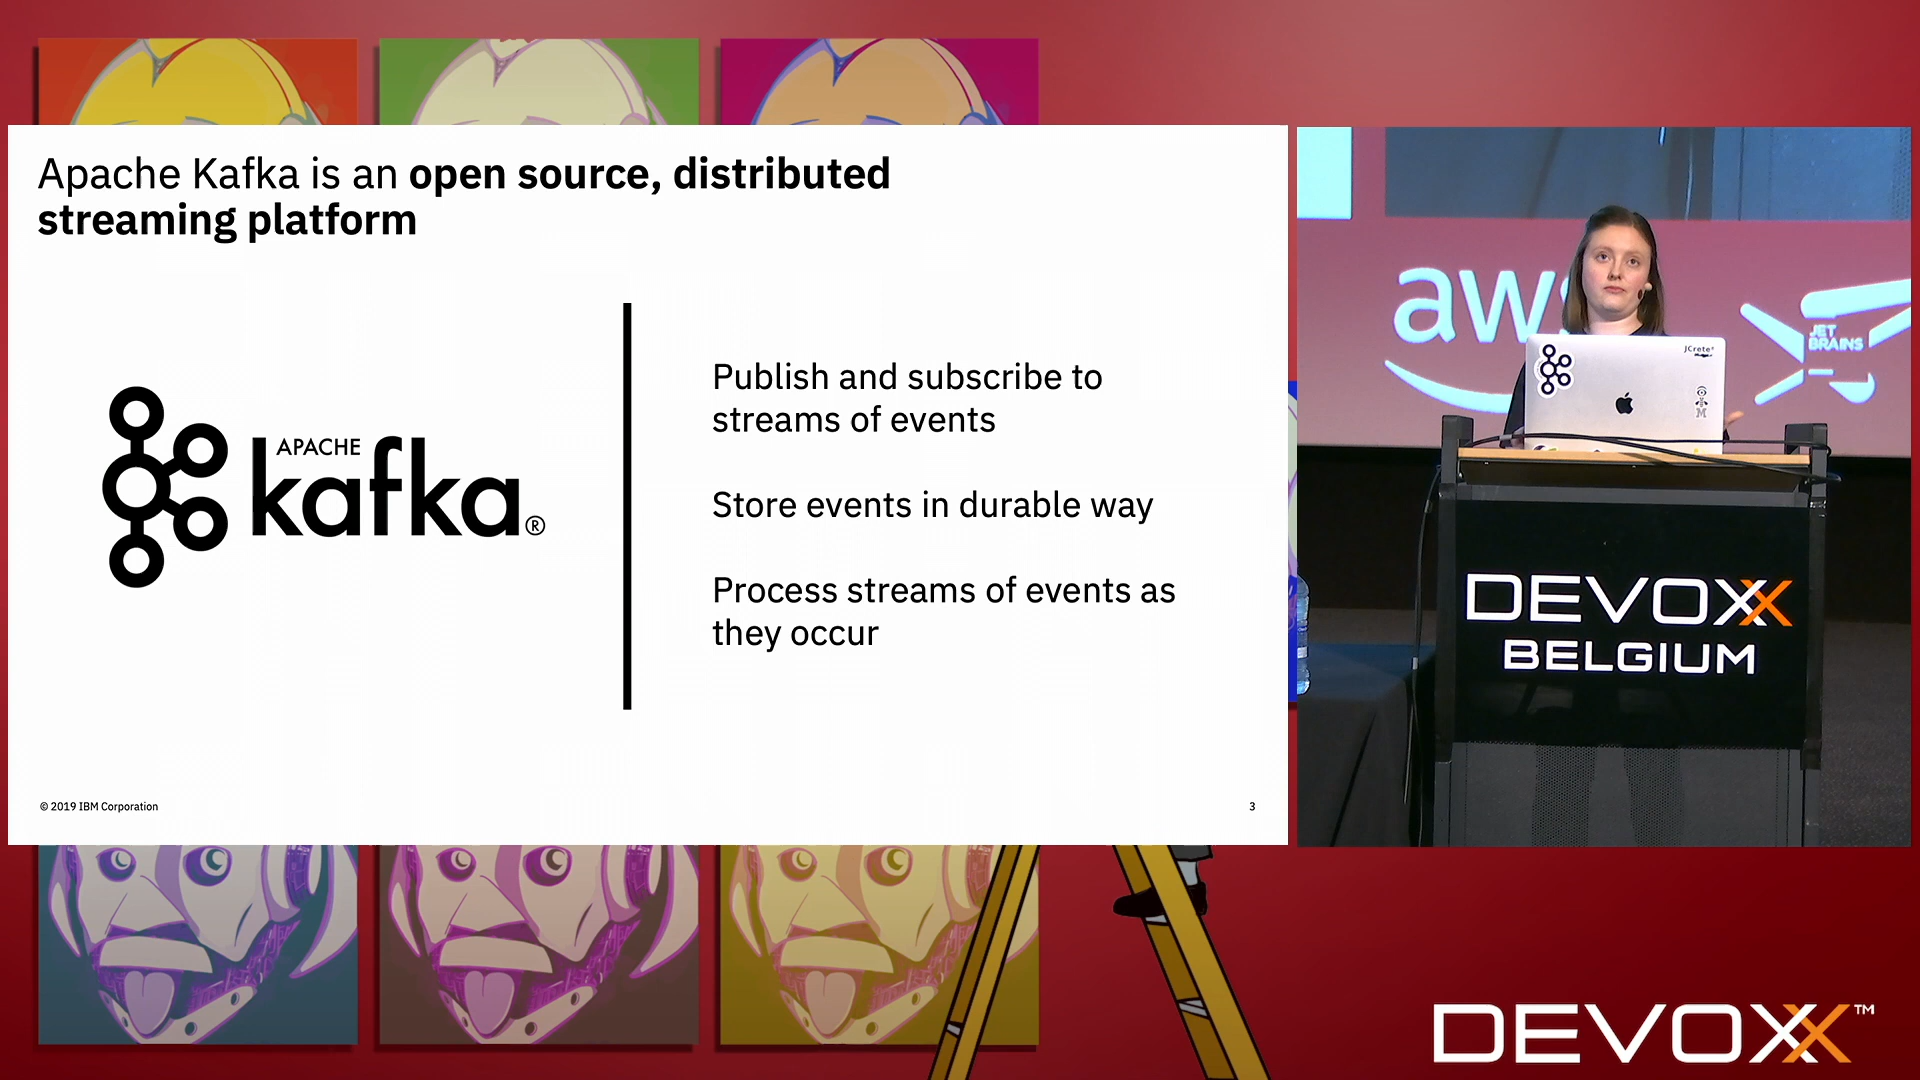 Apache Kafka is an open source, distributed
streaming platform
APACHE
kafka®
Publish and subscribe to
streams of events
Store events in durable way
Process streams of events as
they occur
© 2019 IBM Corporation
3
aws
JET
BRAINS
JCrete
DEVOXX
BELGIUM
DEVOXX™